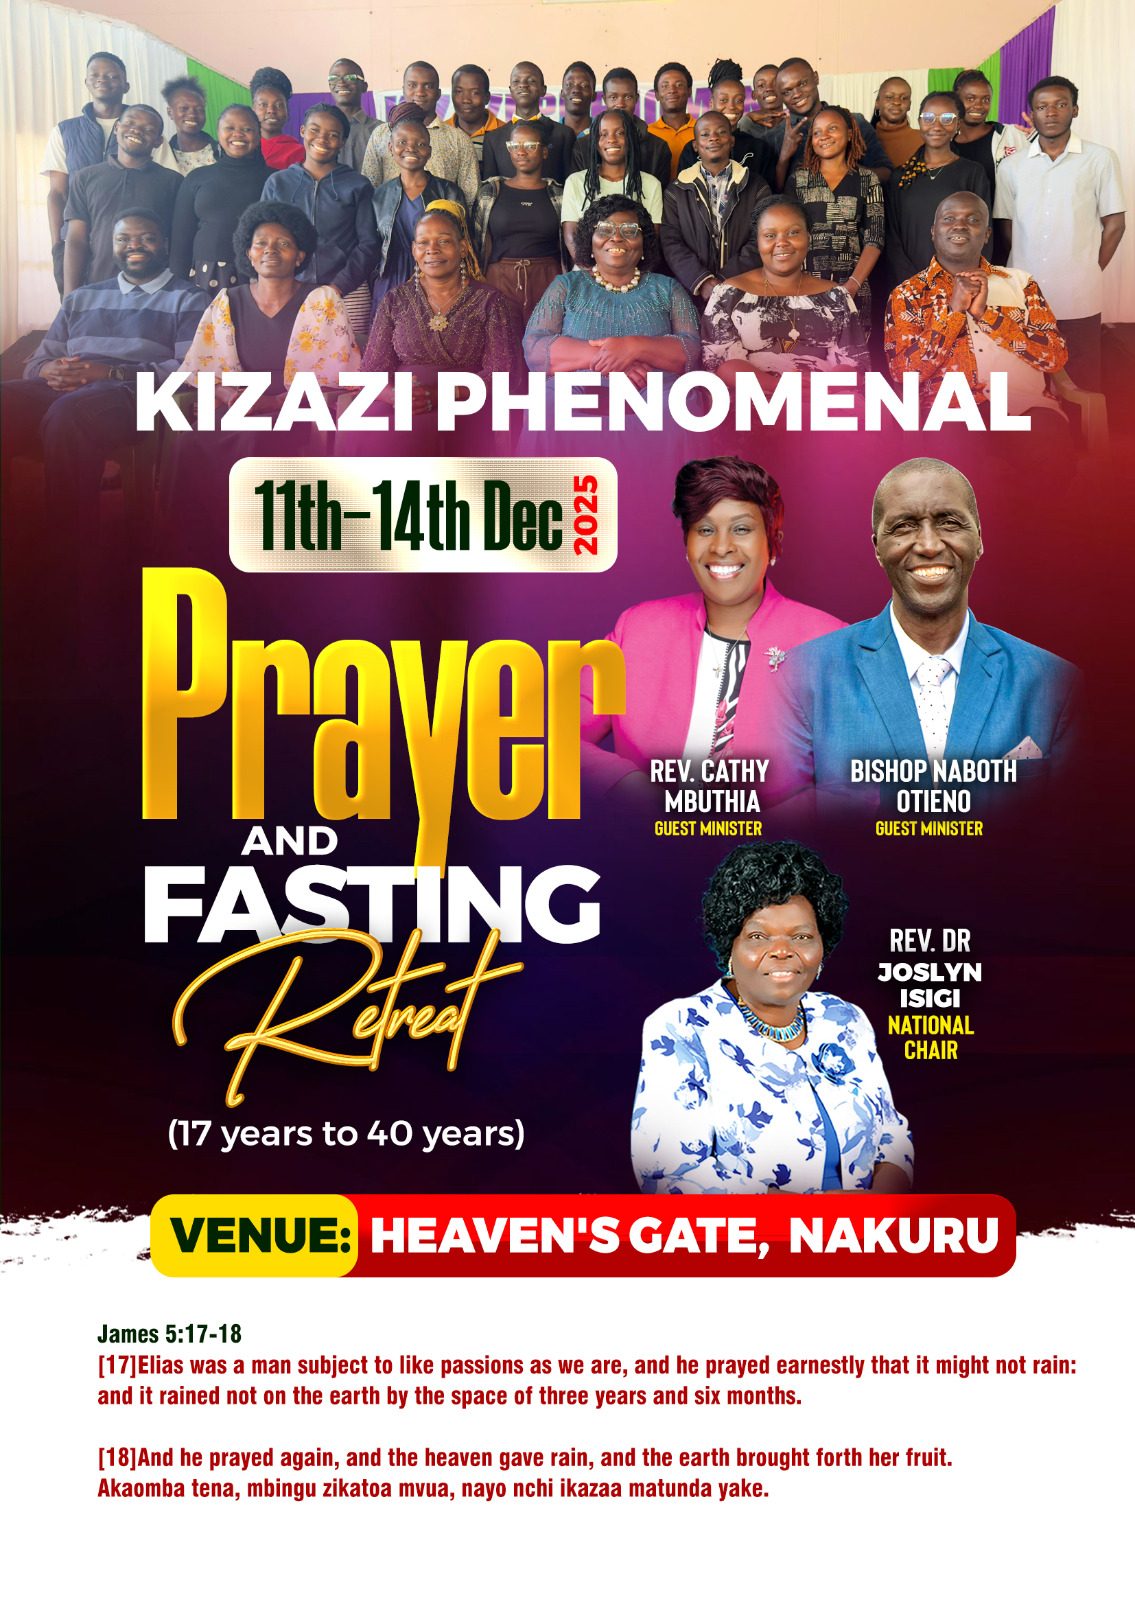 KIZAZI PHENOMENAL
11th-14th Dec 2025
Prayer
AND
FASTING
Retreat
(17 years to 40 years)
REV. CATHY
MBUTHIA
GUEST MINISTER
BISHOP NABOTH
OTIENO
GUEST MINISTER
REV. DR
JOSLYN
ISIGI
NATIONAL
CHAIR
VENUE: HEAVEN'S GATE, NAKURU
James 5:17-18
[17]Elias was a man subject to like passions as we are, and he prayed earnestly that it might not rain:
and it rained not on the earth by the space of three years and six months.
[18]And he prayed again, and the heaven gave rain, and the earth brought forth her fruit.
Akaomba tena, mbingu zikatoa mvua, nayo nchi ikazaa matunda yake.